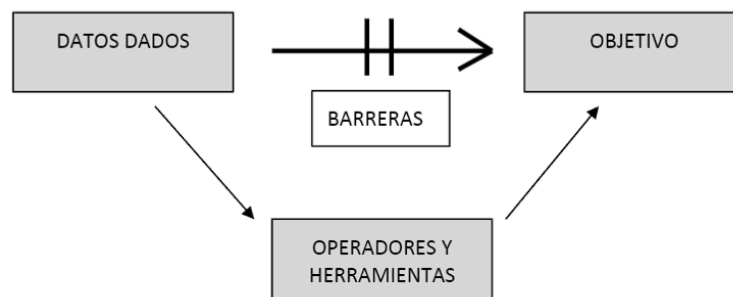 DATOS DADOS
OBJETIVO
BARRERAS
OPERADORES Y
HERRAMIENTAS